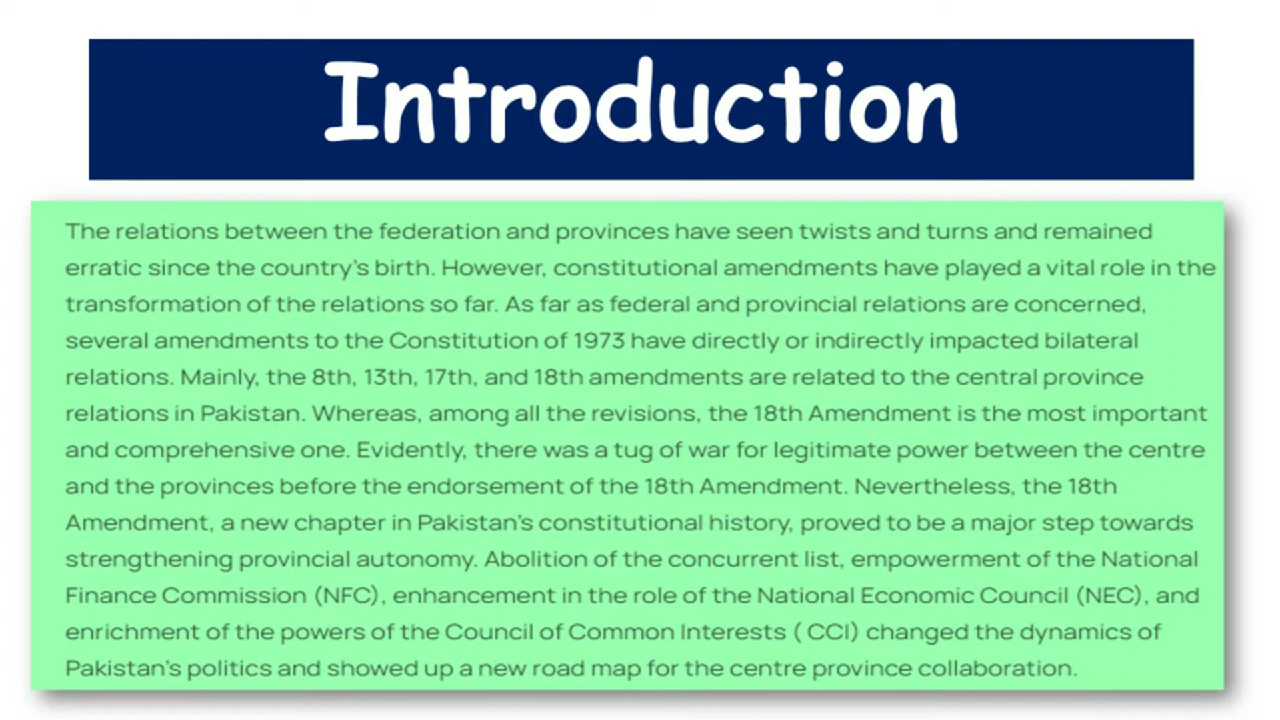 Introduction
The relations between the federation and provinces have seen twists and turns and remained
erratic since the country's birth. However, constitutional amendments have played a vital role in the
transformation of the relations so far. As far as federal and provincial relations are concerned,
several amendments to the Constitution of 1973 have directly or indirectly impacted bilateral
relations. Mainly, the 8th, 13th, 17th, and 18th amendments are related to the central province
relations in Pakistan. Whereas, among all the revisions, the 18th Amendment is the most important
and comprehensive one. Evidently, there was a tug of war for legitimate power between the centre
and the provinces before the endorsement of the 18th Amendment. Nevertheless, the 18th
Amendment, a new chapter in Pakistan's constitutional history, proved to be a major step towards
strengthening provincial autonomy. Abolition of the concurrent list, empowerment of the National
Finance Commission (NFC), enhancement in the role of the National Economic Council (NEC), and
enrichment of the powers of the Council of Common Interests ( CCI) changed the dynamics of
Pakistan's politics and showed up a new road map for the centre province collaboration.